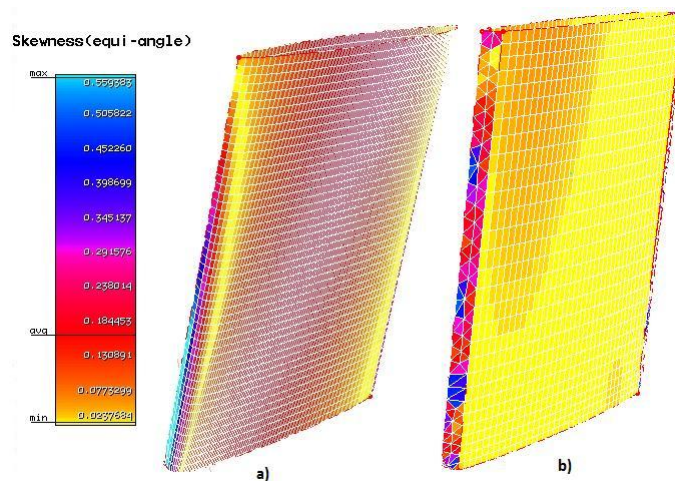 Skewness(equi-angle)
max
0.559383
0.505822
0.452260
0.398699
0.345137
0.291576
0.238014
0.184453
avg
0.130891
0.0773299
min
0.0237684
a)
b)